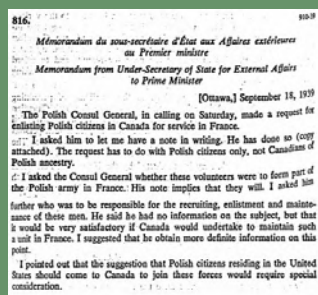 816.
910-39
Mémorandum du sous-secrétaire d'État aux Affaires extérieures
au Premier ministre
Memorandum from Under-Secretary of State for External Affairs
to Prime Minister
[Ottawa,] September 18, 1939
The Polish Consul General, in calling on Saturday, made a request for
enlisting Polish citizens in Canada for service in France.
I asked him to let me have a note in writing. He has done so (copy
attached). The request has to do with Polish citizens only, not Canadians of
Polish ancestry.
I asked the Consul General whether these volunteers were to form part of
the Polish army in France. His note implies that they will. I asked him
further who was to be responsible for the recruiting, enlistment and mainte-
nance of these men. He said he had no information on the subject, but that
it would be very satisfactory if Canada would undertake to maintain such
a unit in France. I suggested that he obtain more definite information on this
point.
I pointed out that the suggestion that Polish citizens residing in the United
States should come to Canada to join these forces would require special
consideration.